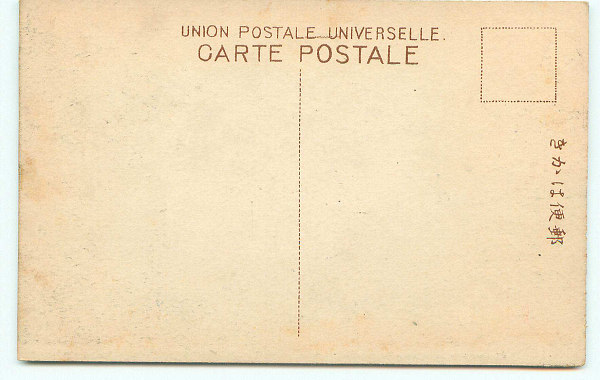 UNION POSTALE UNIVERSELLE.
CARTE POSTALE
きかは便郵